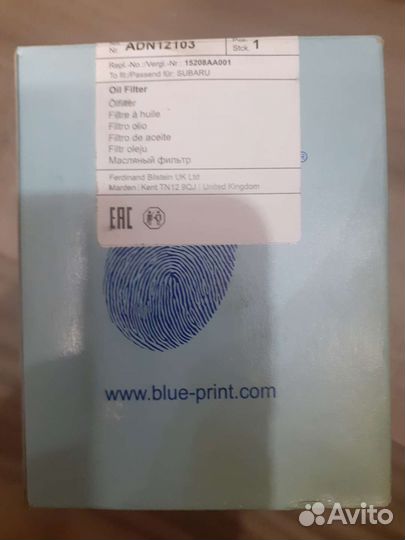 Nr. ADN12103
Stck. 1
Repl.-No.:/Vergl.-Nr.: 15208AA001
To fit:/Passend für: SUBARU
Oil Filter
Ölfilter
Filtre à huile
Filtro olio
Filtro de aceite
Filtr oleju
Масляный фильтр
Ferdinand Bilstein UK Ltd
Marden | Kent TN12 9QJ | United Kingdom
EAC
®
www.blue-print.com
Avito